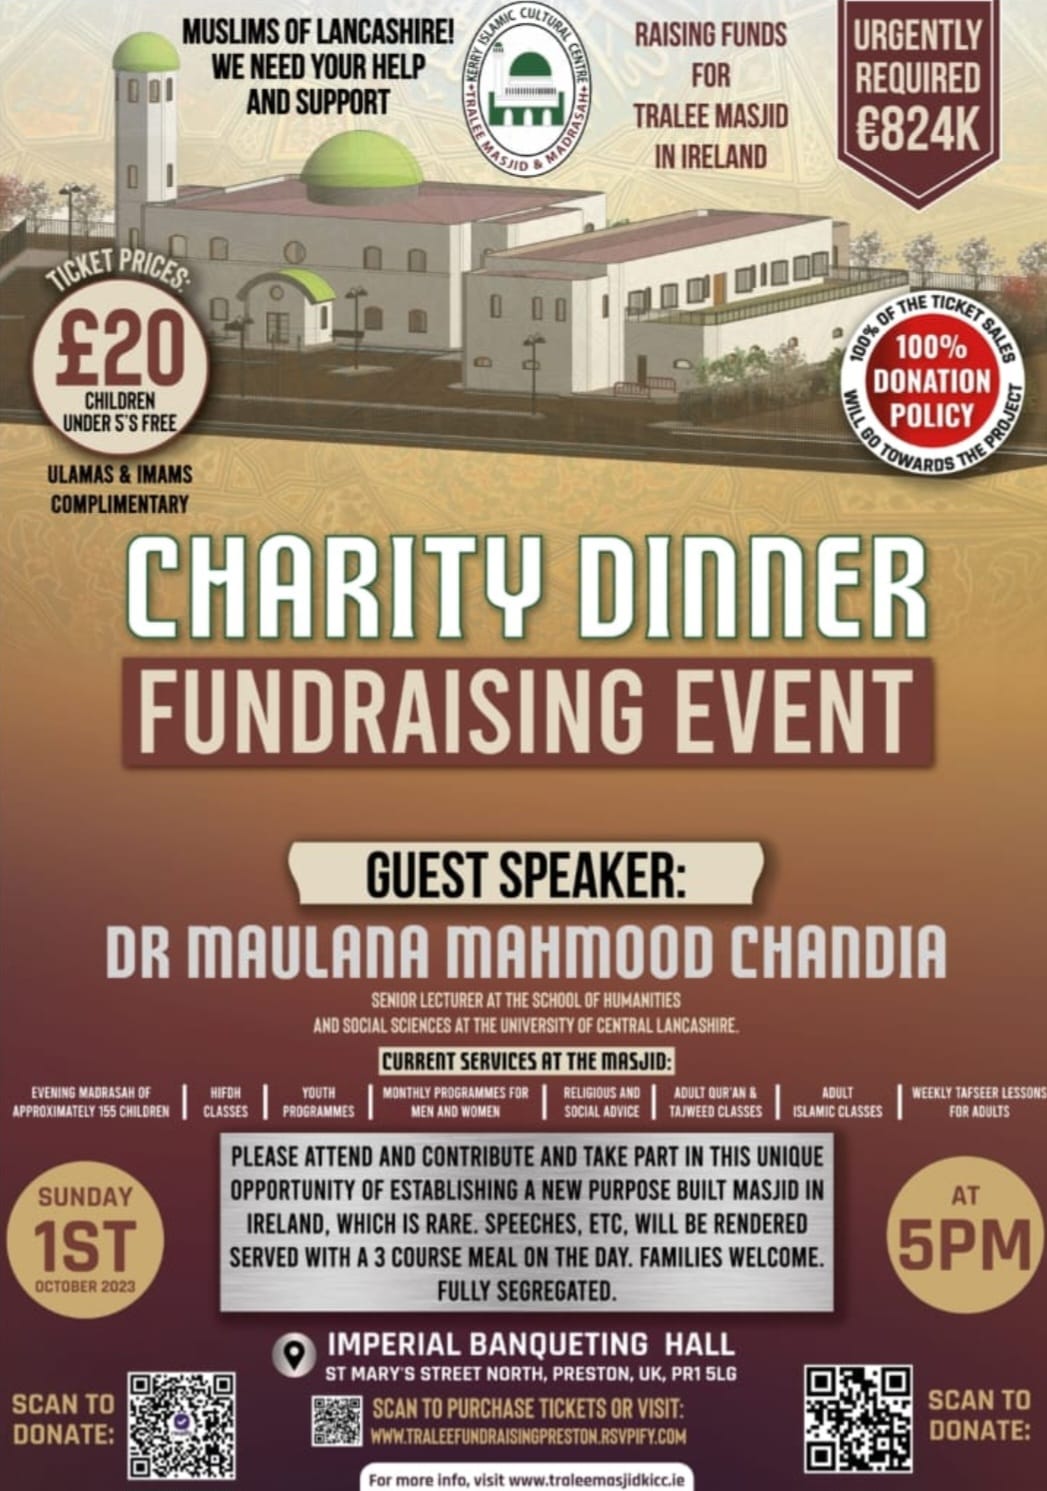 MUSLIMS OF LANCASHIRE!
WE NEED YOUR HELP
AND SUPPORT
KERRY ISLAMIC CULTURAL CENTRE
TRALEE MASJID & MADRASAH
RAISING FUNDS
FOR
TRALEE MASJID
IN IRELAND
URGENTLY
REQUIRED
€824K
TICKET PRICES:
£20
CHILDREN
UNDER 5'S FREE
ULAMAS & IMAMS
COMPLIMENTARY
100% OF THE TICKET SALES
100%
DONATION
POLICY
WILL GO TOWARDS THE PROJECT
CHARITY DINNER
FUNDRAISING EVENT
GUEST SPEAKER:
DR MAULANA MAHMOOD CHANDIA
SENIOR LECTURER AT THE SCHOOL OF HUMANITIES
AND SOCIAL SCIENCES AT THE UNIVERSITY OF CENTRAL LANCASHIRE.
CURRENT SERVICES AT THE MASJID:
EVENING MADRASAH OF
APPROXIMATELY 155 CHILDREN
HIFDH
CLASSES
YOUTH
PROGRAMMES
MONTHLY PROGRAMMES FOR
MEN AND WOMEN
RELIGIOUS AND
SOCIAL ADVICE
ADULT QUR'AN &
TAJWEED CLASSES
ADULT
ISLAMIC CLASSES
WEEKLY TAFSEER LESSONS
FOR ADULTS
PLEASE ATTEND AND CONTRIBUTE AND TAKE PART IN THIS UNIQUE
OPPORTUNITY OF ESTABLISHING A NEW PURPOSE BUILT MASJID IN
IRELAND, WHICH IS RARE. SPEECHES, ETC, WILL BE RENDERED
SERVED WITH A 3 COURSE MEAL ON THE DAY. FAMILIES WELCOME.
FULLY SEGREGATED.
SUNDAY
1ST
OCTOBER 2023
AT
5PM
IMPERIAL BANQUETING HALL
ST MARY'S STREET NORTH, PRESTON, UK, PR1 5LG
SCAN TO
DONATE:
SCAN TO PURCHASE TICKETS OR VISIT:
WWW.TRALEEFUNDRAISINGPRESTON.RSVPIFY.COM
SCAN TO
DONATE:
For more info, visit www.traleemasjidkicc.ie